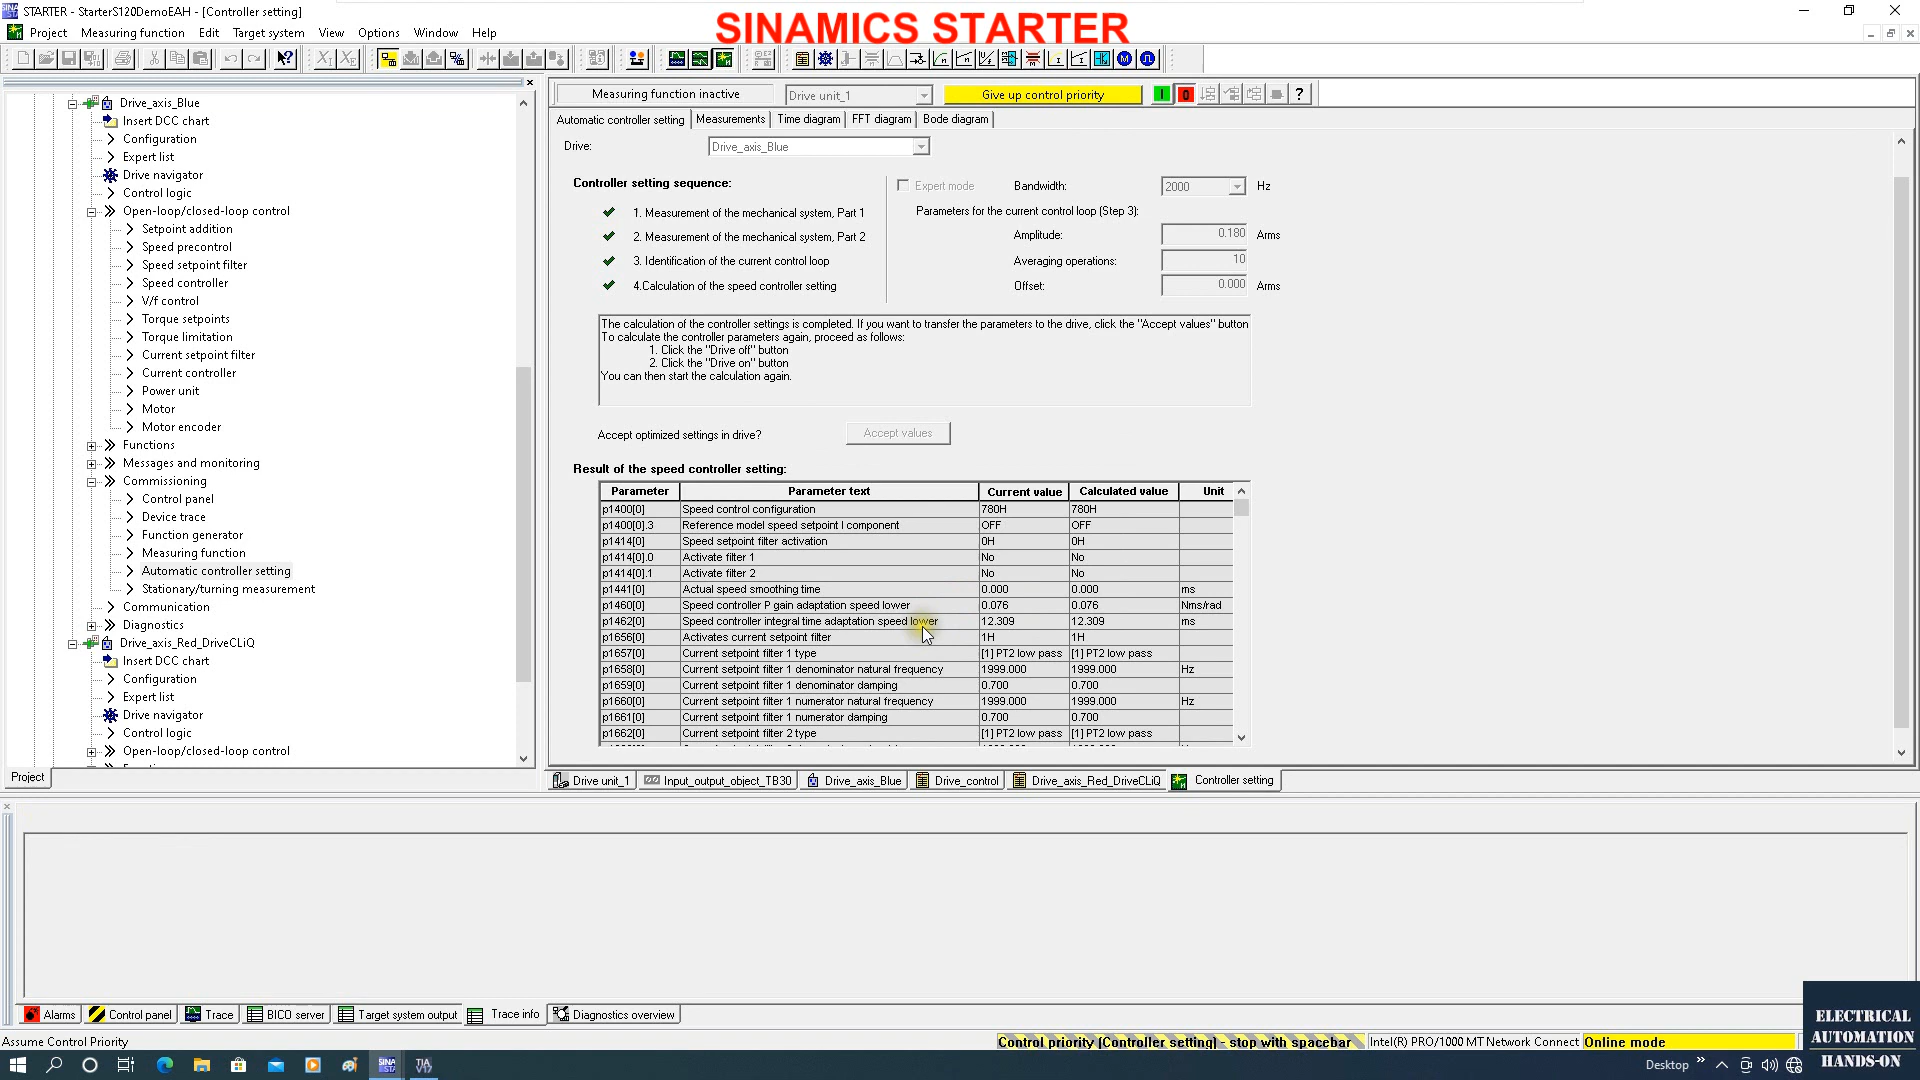 STARTER - StarterS120DemoEAH - [Controller setting]
SINAMICS STARTER
Project Measuring function Edit Target system View Options Window Help
Drive_axis_Blue
Insert DCC chart
Configuration
Expert list
Drive navigator
Control logic
Open-loop/closed-loop control
Setpoint addition
Speed precontrol
Speed setpoint filter
Speed controller
V/f control
Torque setpoints
Torque limitation
Current setpoint filter
Current controller
Power unit
Motor
Motor encoder
Functions
Messages and monitoring
Commissioning
Control panel
Device trace
Function generator
Measuring function
Automatic controller setting
Stationary/turning measurement
Communication
Diagnostics
Drive_axis_Red_DriveCLiQ
Insert DCC chart
Configuration
Expert list
Drive navigator
Control logic
Open-loop/closed-loop control
Project
Measuring function inactive Drive unit_1 Give up control priority
Automatic controller setting Measurements Time diagram FFT diagram Bode diagram
Drive: Drive_axis_Blue
Controller setting sequence: Expert mode Bandwidth: 2000 Hz
1. Measurement of the mechanical system, Part 1 Parameters for the current control loop (Step 3):
2. Measurement of the mechanical system, Part 2 Amplitude: 0.180 Arms
3. Identification of the current control loop Averaging operations: 10
4.Calculation of the speed controller setting Offset: 0.000 Arms
The calculation of the controller settings is completed. If you want to transfer the parameters to the drive, click the "Accept values" button
To calculate the controller parameters again, proceed as follows:
1. Click the "Drive off" button
2. Click the "Drive on" button
You can then start the calculation again.
Accept optimized settings in drive? Accept values
Result of the speed controller setting:
Parameter Parameter text Current value Calculated value Unit
p1400[0] Speed control configuration 780H 780H
p1400[0].3 Reference model speed setpoint I component OFF OFF
p1414[0] Speed setpoint filter activation 0H 0H
p1414[0].0 Activate filter 1 No No
p1414[0].1 Activate filter 2 No No
p1441[0] Actual speed smoothing time 0.000 0.000 ms
p1460[0] Speed controller P gain adaptation speed lower 0.076 0.076 Nms/rad
p1462[0] Speed controller integral time adaptation speed lower 12.309 12.309 ms
p1656[0] Activates current setpoint filter 1H 1H
p1657[0] Current setpoint filter 1 type [1] PT2 low pass [1] PT2 low pass
p1658[0] Current setpoint filter 1 denominator natural frequency 1999.000 1999.000 Hz
p1659[0] Current setpoint filter 1 denominator damping 0.700 0.700
p1660[0] Current setpoint filter 1 numerator natural frequency 1999.000 1999.000 Hz
p1661[0] Current setpoint filter 1 numerator damping 0.700 0.700
p1662[0] Current setpoint filter 2 type [1] PT2 low pass [1] PT2 low pass
Drive unit_1 Input_output_object_TB30 Drive_axis_Blue Drive_control Drive_axis_Red_DriveCLiQ Controller setting
Alarms Control panel Trace BICO server Target system output Trace info Diagnostics overview
Assume Control Priority Control priority [Controller setting] - stop with spacebar Intel(R) PRO/1000 MT Network Connect Online mode
ELECTRICAL
AUTOMATION
HANDS-ON
Desktop